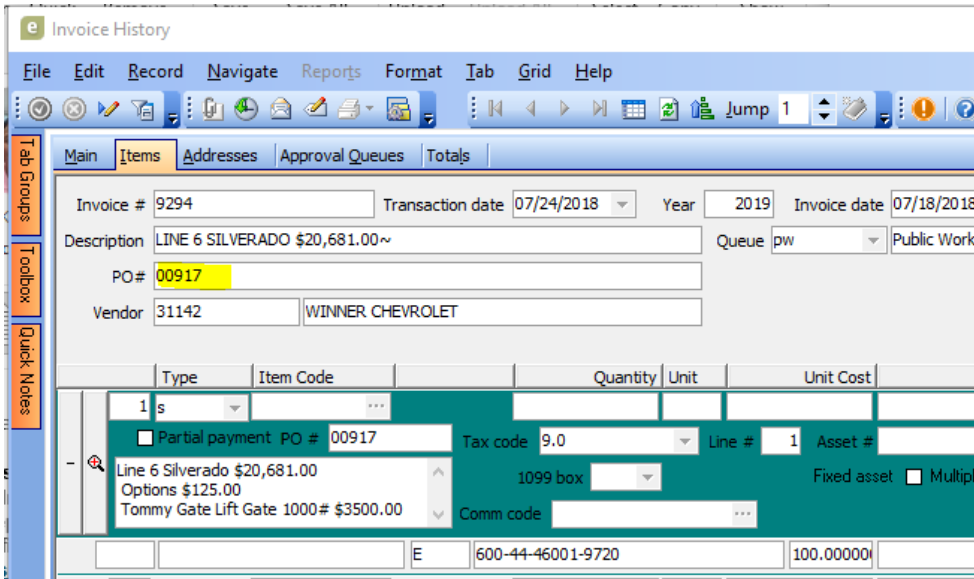 Invoice History
File Edit Record Navigate Reports Format Tab Grid Help
Jump 1
Main Items Addresses Approval Queues Totals
Tab Groups
Toolbox
Quick Notes
Invoice # 9294 Transaction date 07/24/2018 Year 2019 Invoice date 07/18/2018
Description LINE 6 SILVERADO $20,681.00~ Queue pw Public Work
PO# 00917
Vendor 31142 WINNER CHEVROLET
Type Item Code Quantity Unit Unit Cost
1 s
Partial payment PO # 00917 Tax code 9.0 Line # 1 Asset #
Line 6 Silverado $20,681.00
Options $125.00
Tommy Gate Lift Gate 1000# $3500.00
1099 box Fixed asset Multipl
Comm code
E 600-44-46001-9720 100.000000